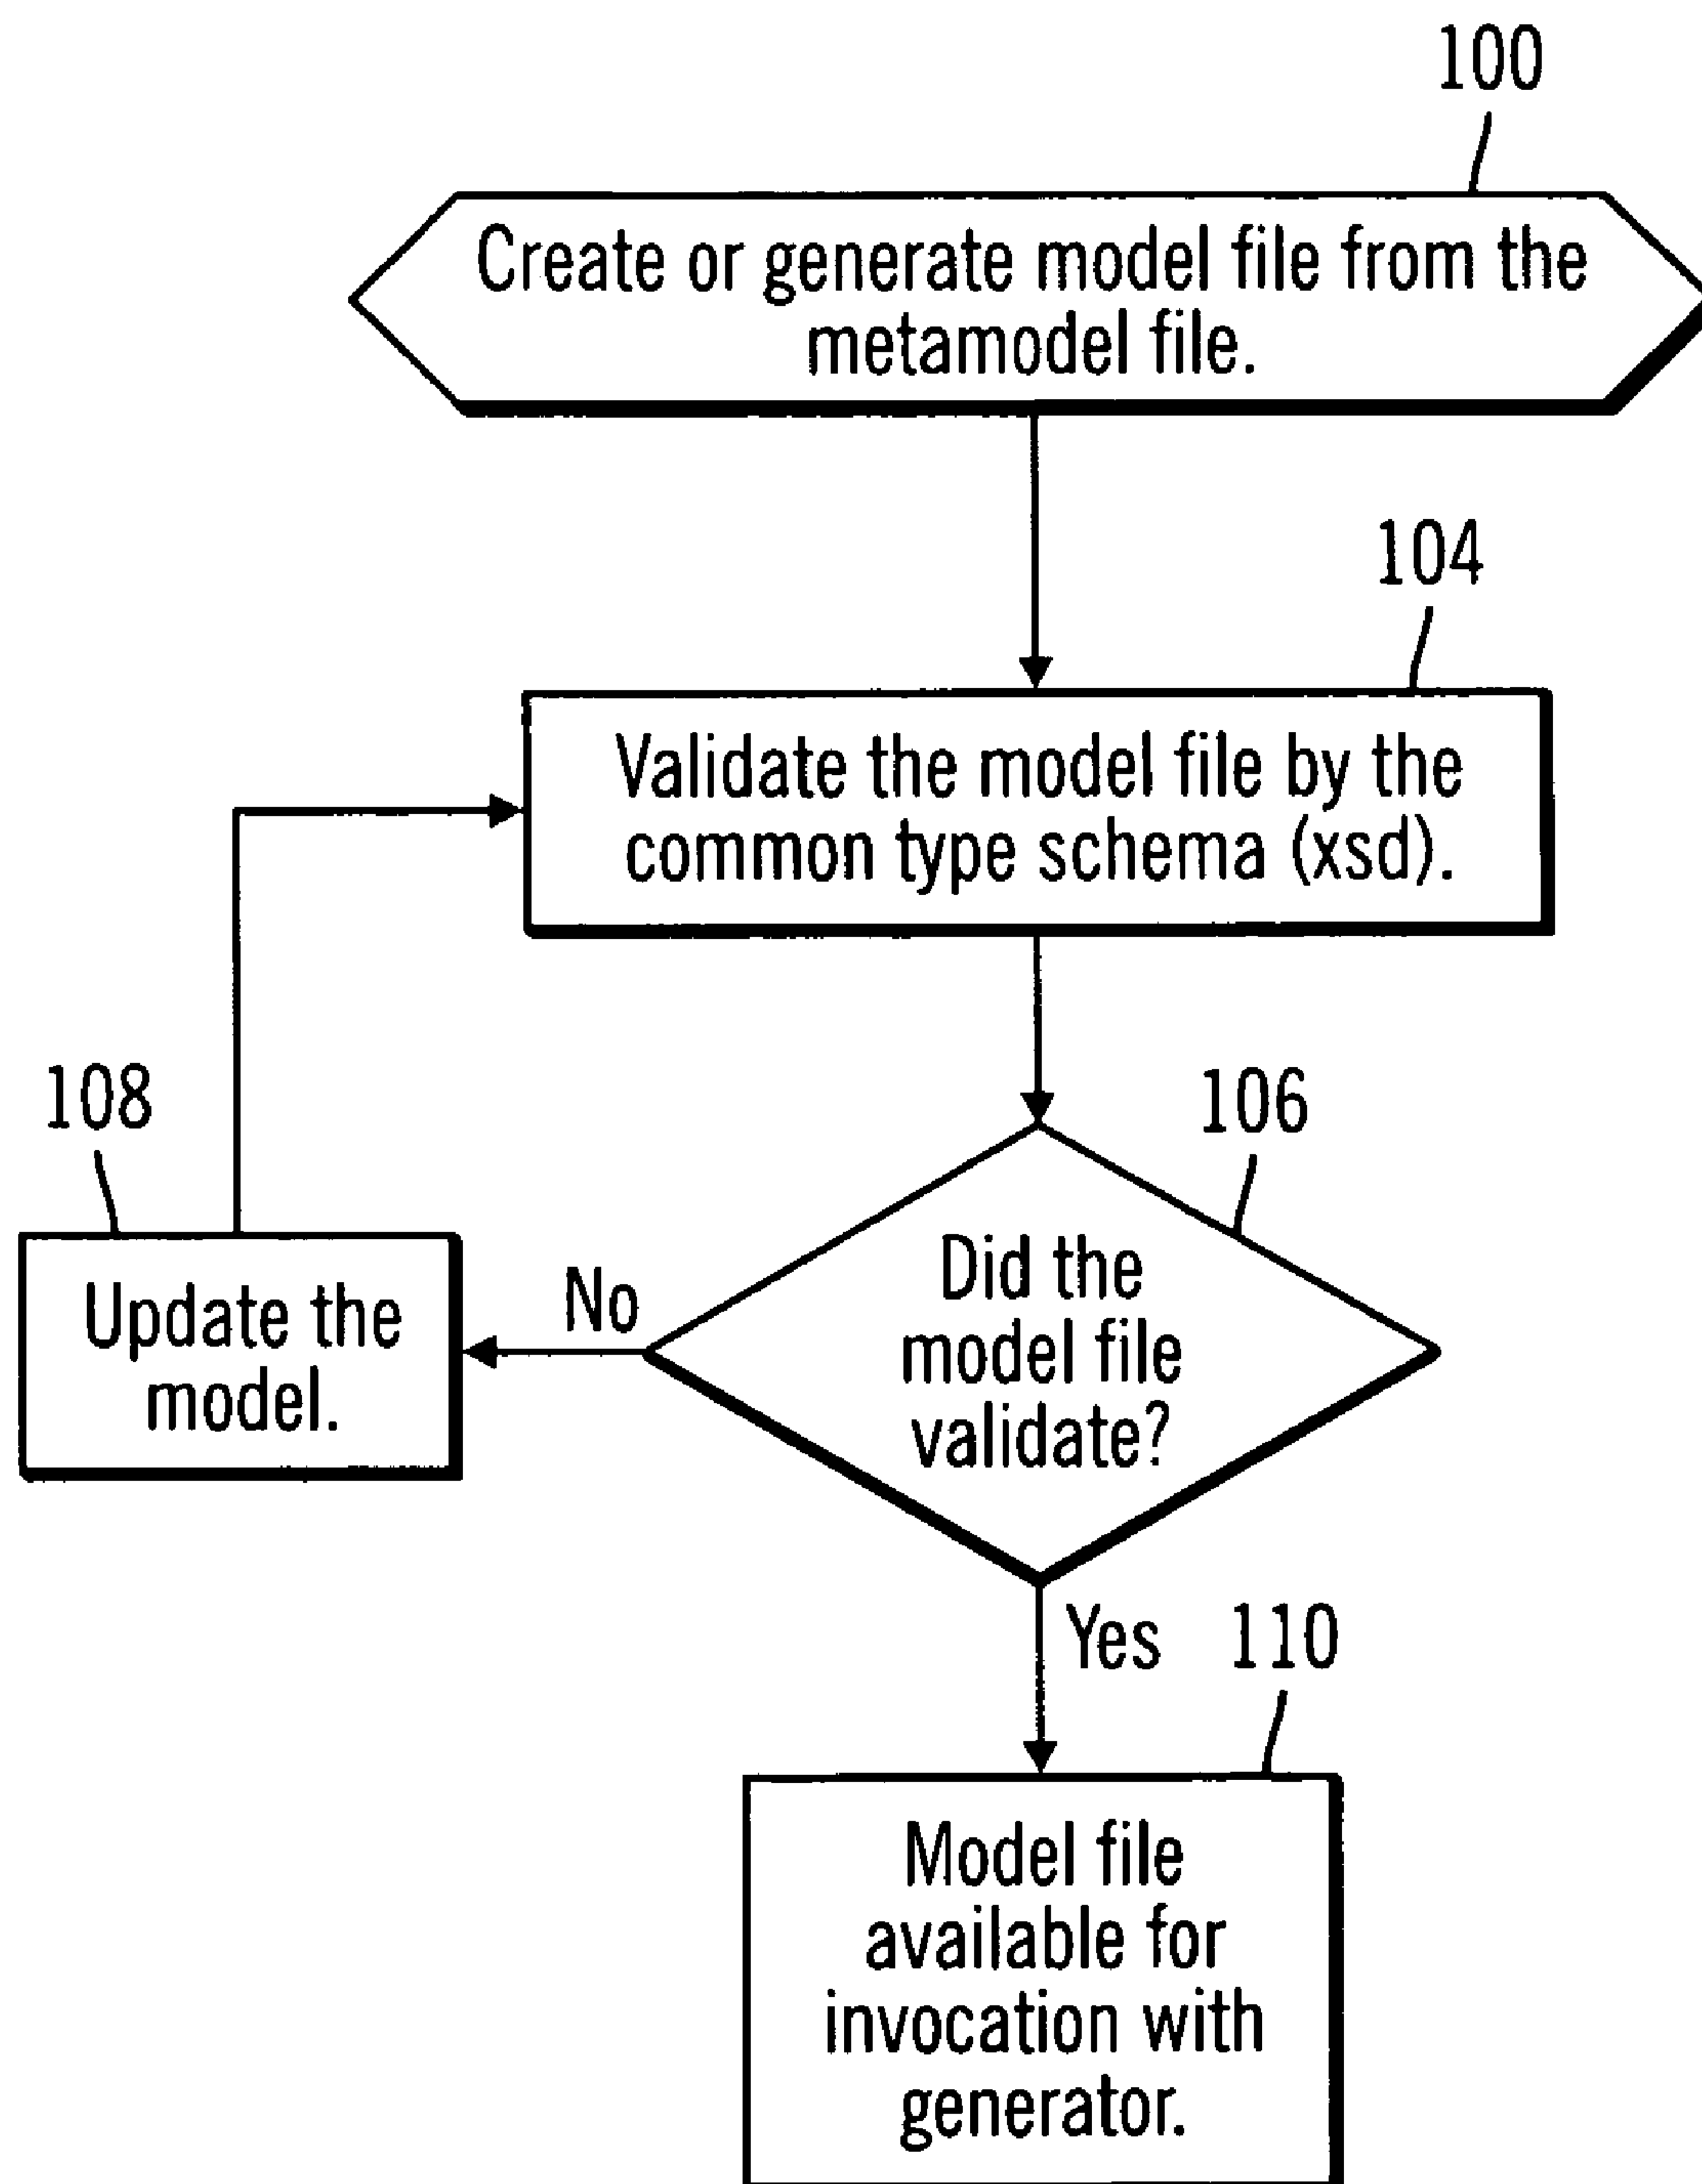 100
Create or generate model file from the
metamodel file.
104
Validate the model file by the
common type schema (xsd).
106
Did the
model file
validate?
No
108
Update the
model.
Yes
110
Model file
available for
invocation with
generator.